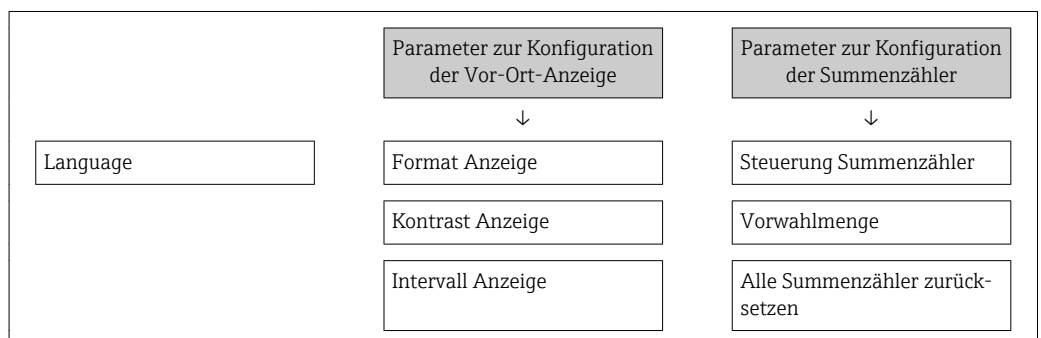 Parameter zur Konfiguration
der Vor-Ort-Anzeige
Parameter zur Konfiguration
der Summenzähler
↓
↓
Language
Format Anzeige
Steuerung Summenzähler
Kontrast Anzeige
Vorwahlmenge
Intervall Anzeige
Alle Summenzähler zurück-
setzen